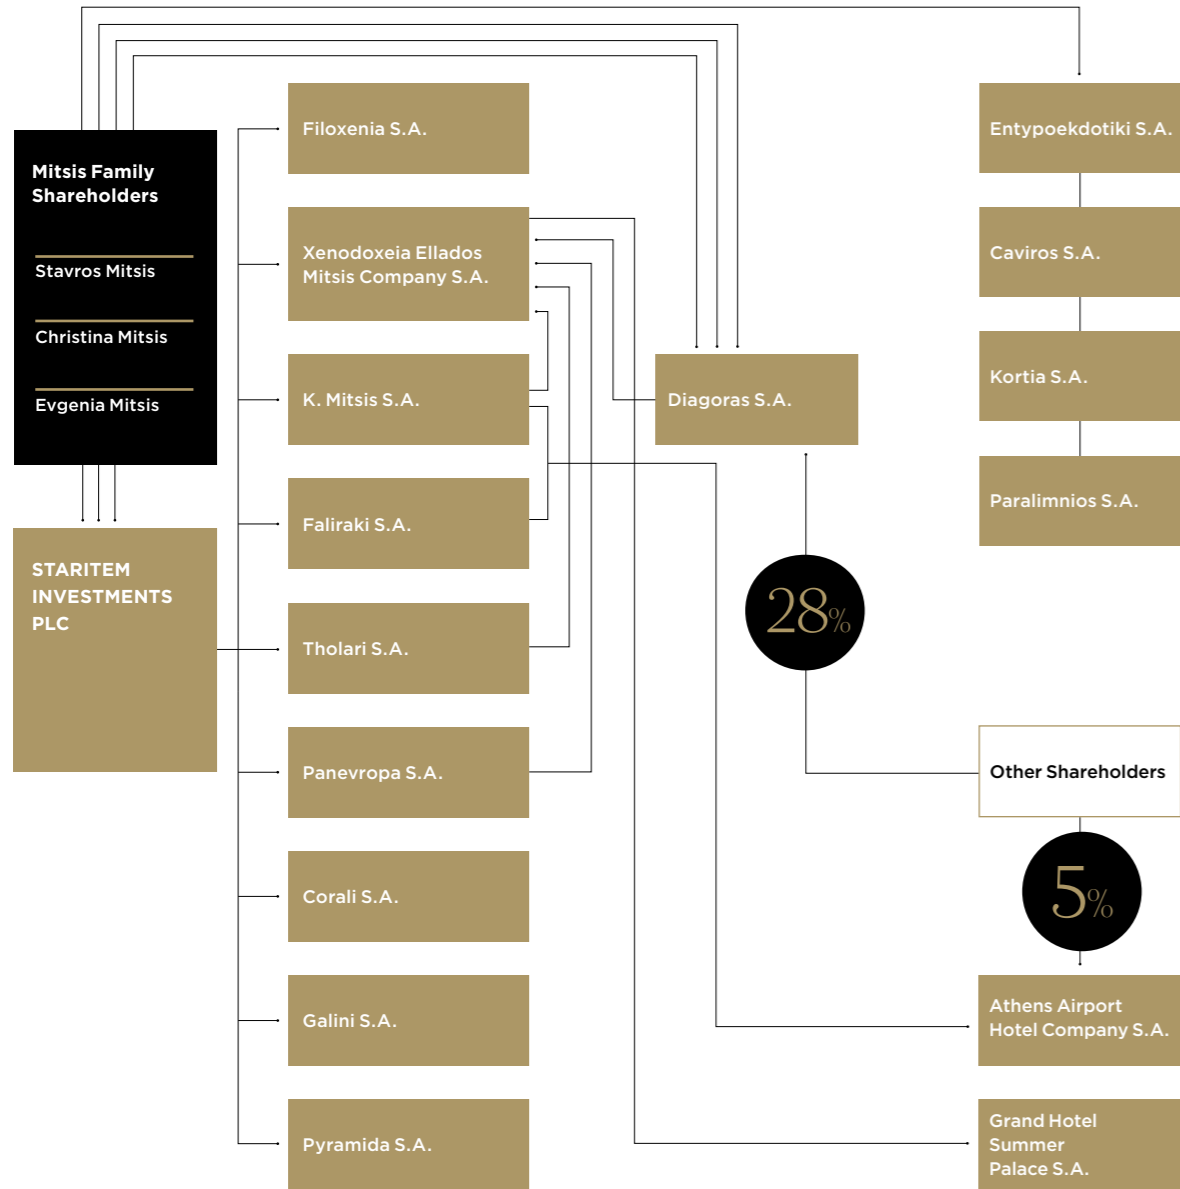 Mitsis Family
Shareholders
Stavros Mitsis
Christina Mitsis
Evgenia Mitsis
STARITEM
INVESTMENTS
PLC
Filoxenia S.A.
Xenodoxeia Ellados
Mitsis Company S.A.
K. Mitsis S.A.
Faliraki S.A.
Tholari S.A.
Panevropa S.A.
Corali S.A.
Galini S.A.
Pyramida S.A.
Diagoras S.A.
28%
Entypoekdotiki S.A.
Caviros S.A.
Kortia S.A.
Paralimnios S.A.
Other Shareholders
5%
Athens Airport
Hotel Company S.A.
Grand Hotel
Summer
Palace S.A.